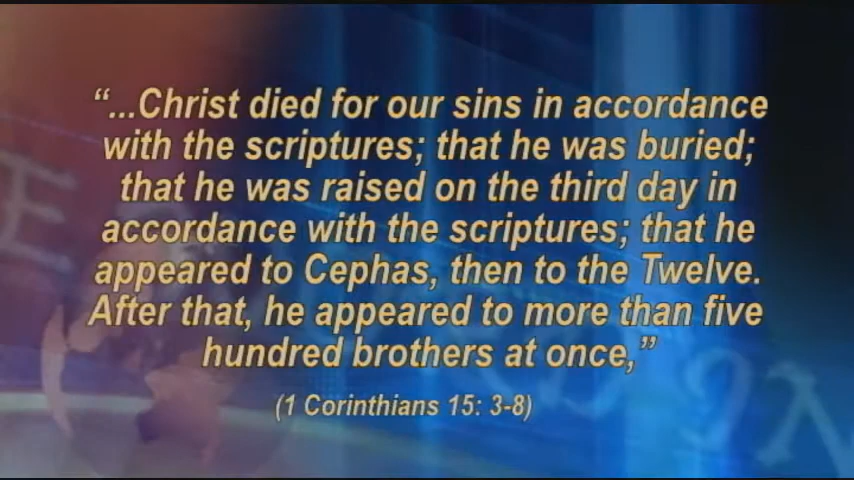 “...Christ died for our sins in accordance
with the scriptures; that he was buried;
that he was raised on the third day in
accordance with the scriptures; that he
appeared to Cephas, then to the Twelve.
After that, he appeared to more than five
hundred brothers at once,”
(1 Corinthians 15: 3-8)